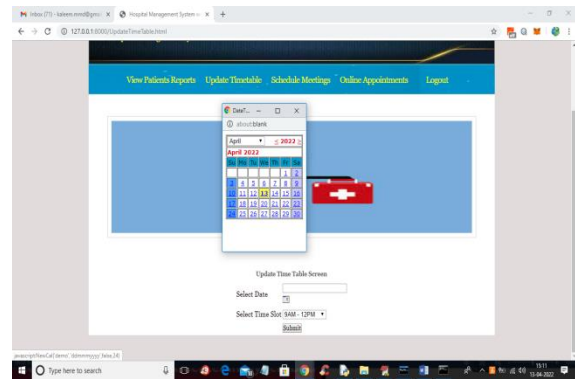 Inbox (71) - kaleem.mmd@gmai
Hospital Management System
127.0.0.1:8000/UpdateTimeTable.html
View Patients Reports Update Timetable Schedule Meetings Online Appointments Logout
DateT...
about:blank
April 2022
April 2022
Su Mo Tu We Th Fr Sa
1 2
3 4 5 6 7 8 9
10 11 12 13 14 15 16
17 18 19 20 21 22 23
24 25 26 27 28 29 30
Update Time Table Screen
Select Date
Select Time Slot 9AM - 12PM
Submit
javascript:NewCal('demo1','ddmmmyyyy',false,24)
Type here to search
15:11
13-04-2022